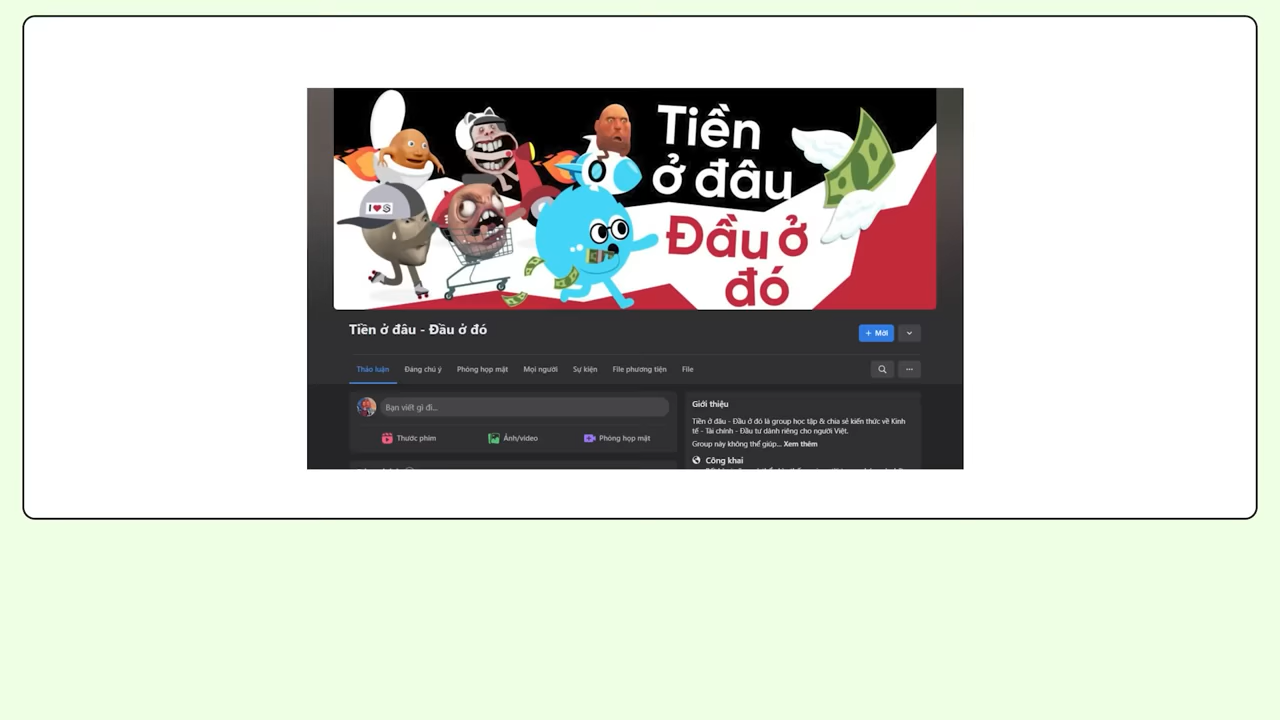 Tiền
ở đâu
Đầu ở
đó
I ❤ $
Tiền ở đâu - Đầu ở đó
+ Mời
Thảo luận Đáng chú ý Phòng họp mặt Mọi người Sự kiện File phương tiện File
Bạn viết gì đi...
Thước phim Ảnh/video Phòng họp mặt
Giới thiệu
Tiền ở đâu - Đầu ở đó là group học tập & chia sẻ kiến thức về Kinh
tế - Tài chính - Đầu tư dành riêng cho người Việt.
Group này không thể giúp... Xem thêm
Công khai